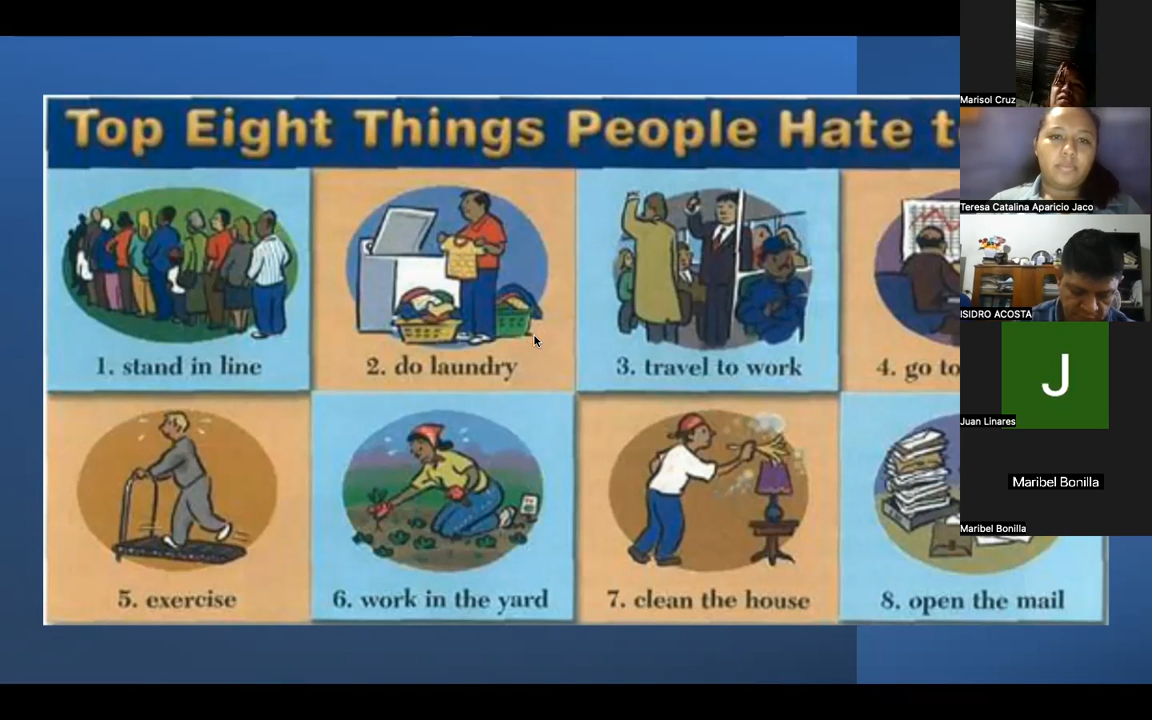 Top Eight Things People Hate
1. stand in line
2. do laundry
3. travel to work
4. go to
5. exercise
6. work in the yard
7. clean the house
8. open the mail
Marisol Cruz
Teresa Catalina Aparicio Jaco
ISIDRO ACOSTA
J
Juan Linares
Maribel Bonilla
Maribel Bonilla